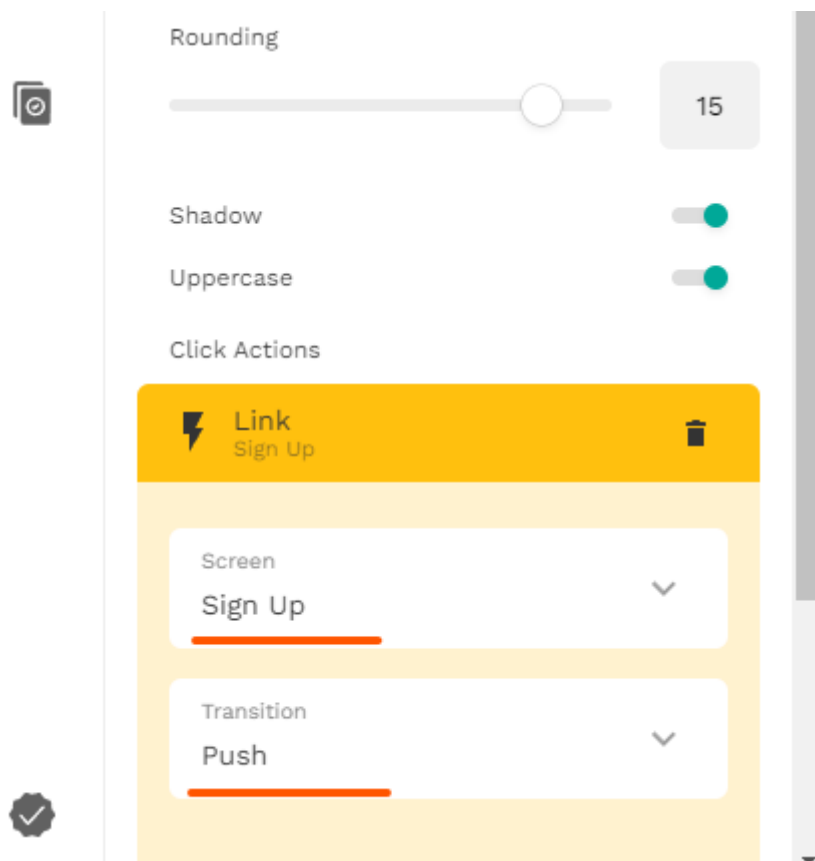 Rounding
15
Shadow
Uppercase
Click Actions
Link
Sign Up
Screen
Sign Up
Transition
Push